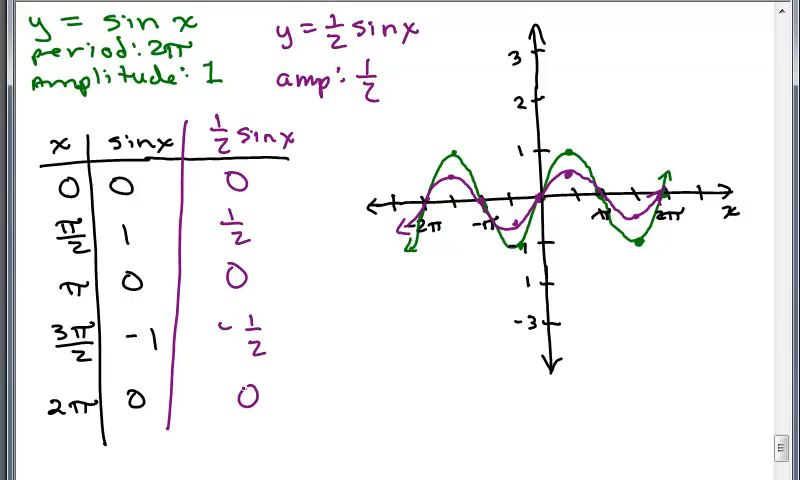 y = sin x
period: 2π
amplitude: 1
y = 1/2 sin x
amp: 1/2
x sin x 1/2 sin x
0 0 0
π/2 1 1/2
π 0 0
3π/2 -1 -1/2
2π 0 0
3
2
1
-2π -π π 2π x
-1
1
-3